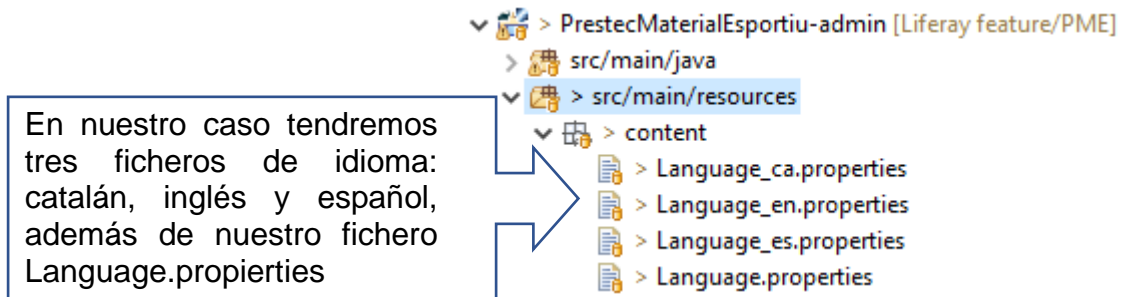 > PrestecMaterialEsportiu-admin [Liferay feature/PME]
src/main/java
> src/main/resources
> content
> Language_ca.properties
> Language_en.properties
> Language_es.properties
> Language.properties
En nuestro caso tendremos
tres ficheros de idioma:
catalán, inglés y español,
además de nuestro fichero
Language.propierties